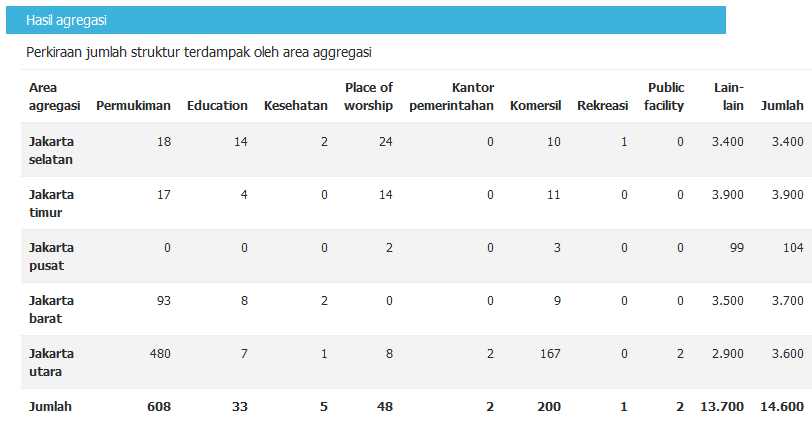 Hasil agregasi
Perkiraan jumlah struktur terdampak oleh area aggregasi
Area agregasi Permukiman Education Kesehatan Place of worship Kantor pemerintahan Komersil Rekreasi Public facility Lain-lain Jumlah
Jakarta selatan 18 14 2 24 0 10 1 0 3.400 3.400
Jakarta timur 17 4 0 14 0 11 0 0 3.900 3.900
Jakarta pusat 0 0 0 2 0 3 0 0 99 104
Jakarta barat 93 8 2 0 0 9 0 0 3.500 3.700
Jakarta utara 480 7 1 8 2 167 0 2 2.900 3.600
Jumlah 608 33 5 48 2 200 1 2 13.700 14.600